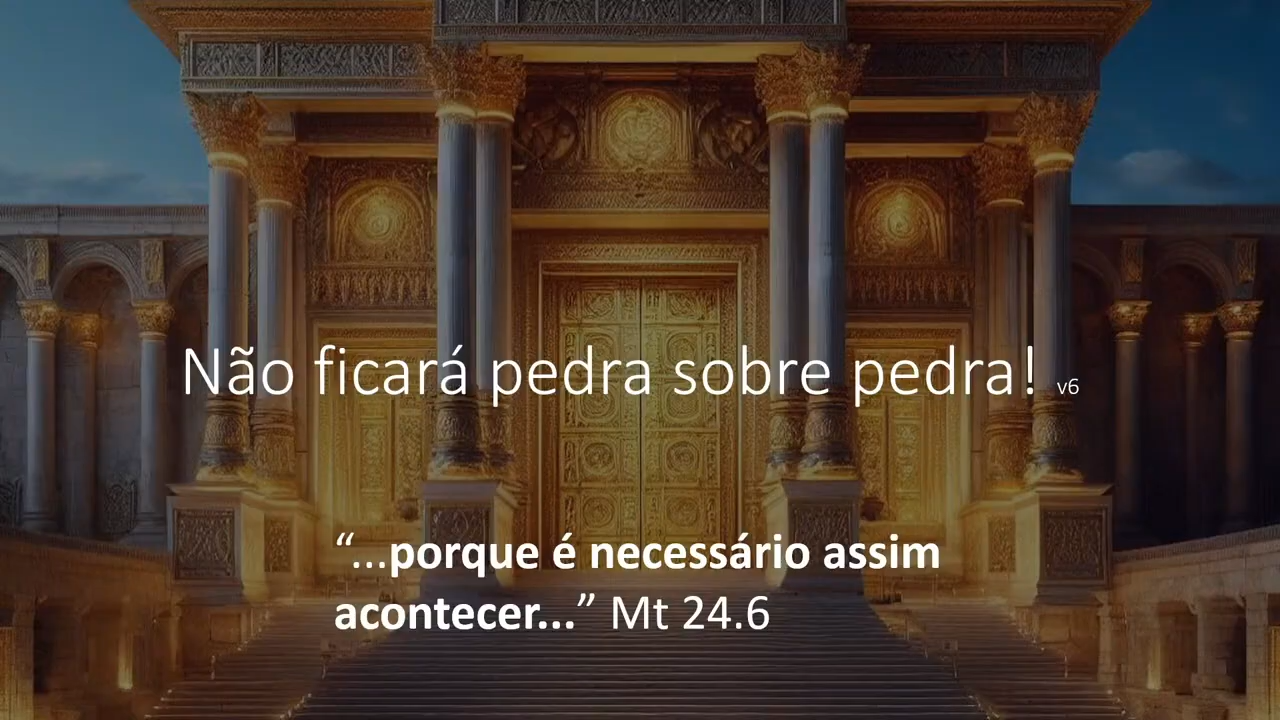 Não ficará pedra sobre pedra! v6
“...porque é necessário assim
acontecer...” Mt 24.6